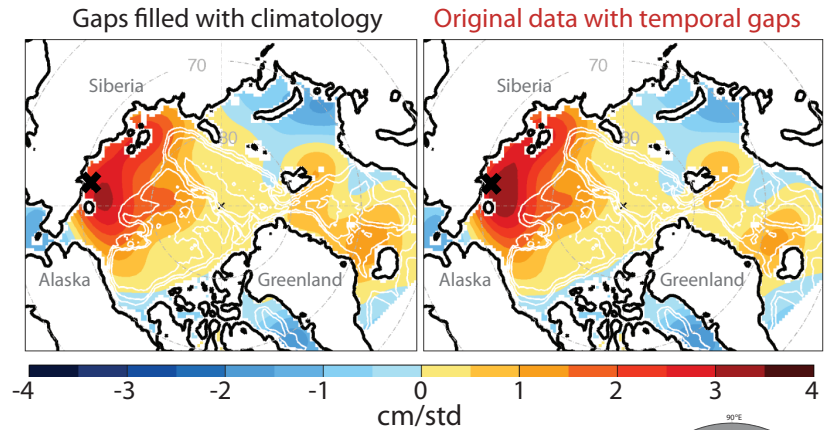 Gaps filled with climatology
Original data with temporal gaps
70
Siberia
80
Alaska
Greenland
70
Siberia
80
Alaska
Greenland
-4 -3 -2 -1 0 1 2 3 4
cm/std
90°E